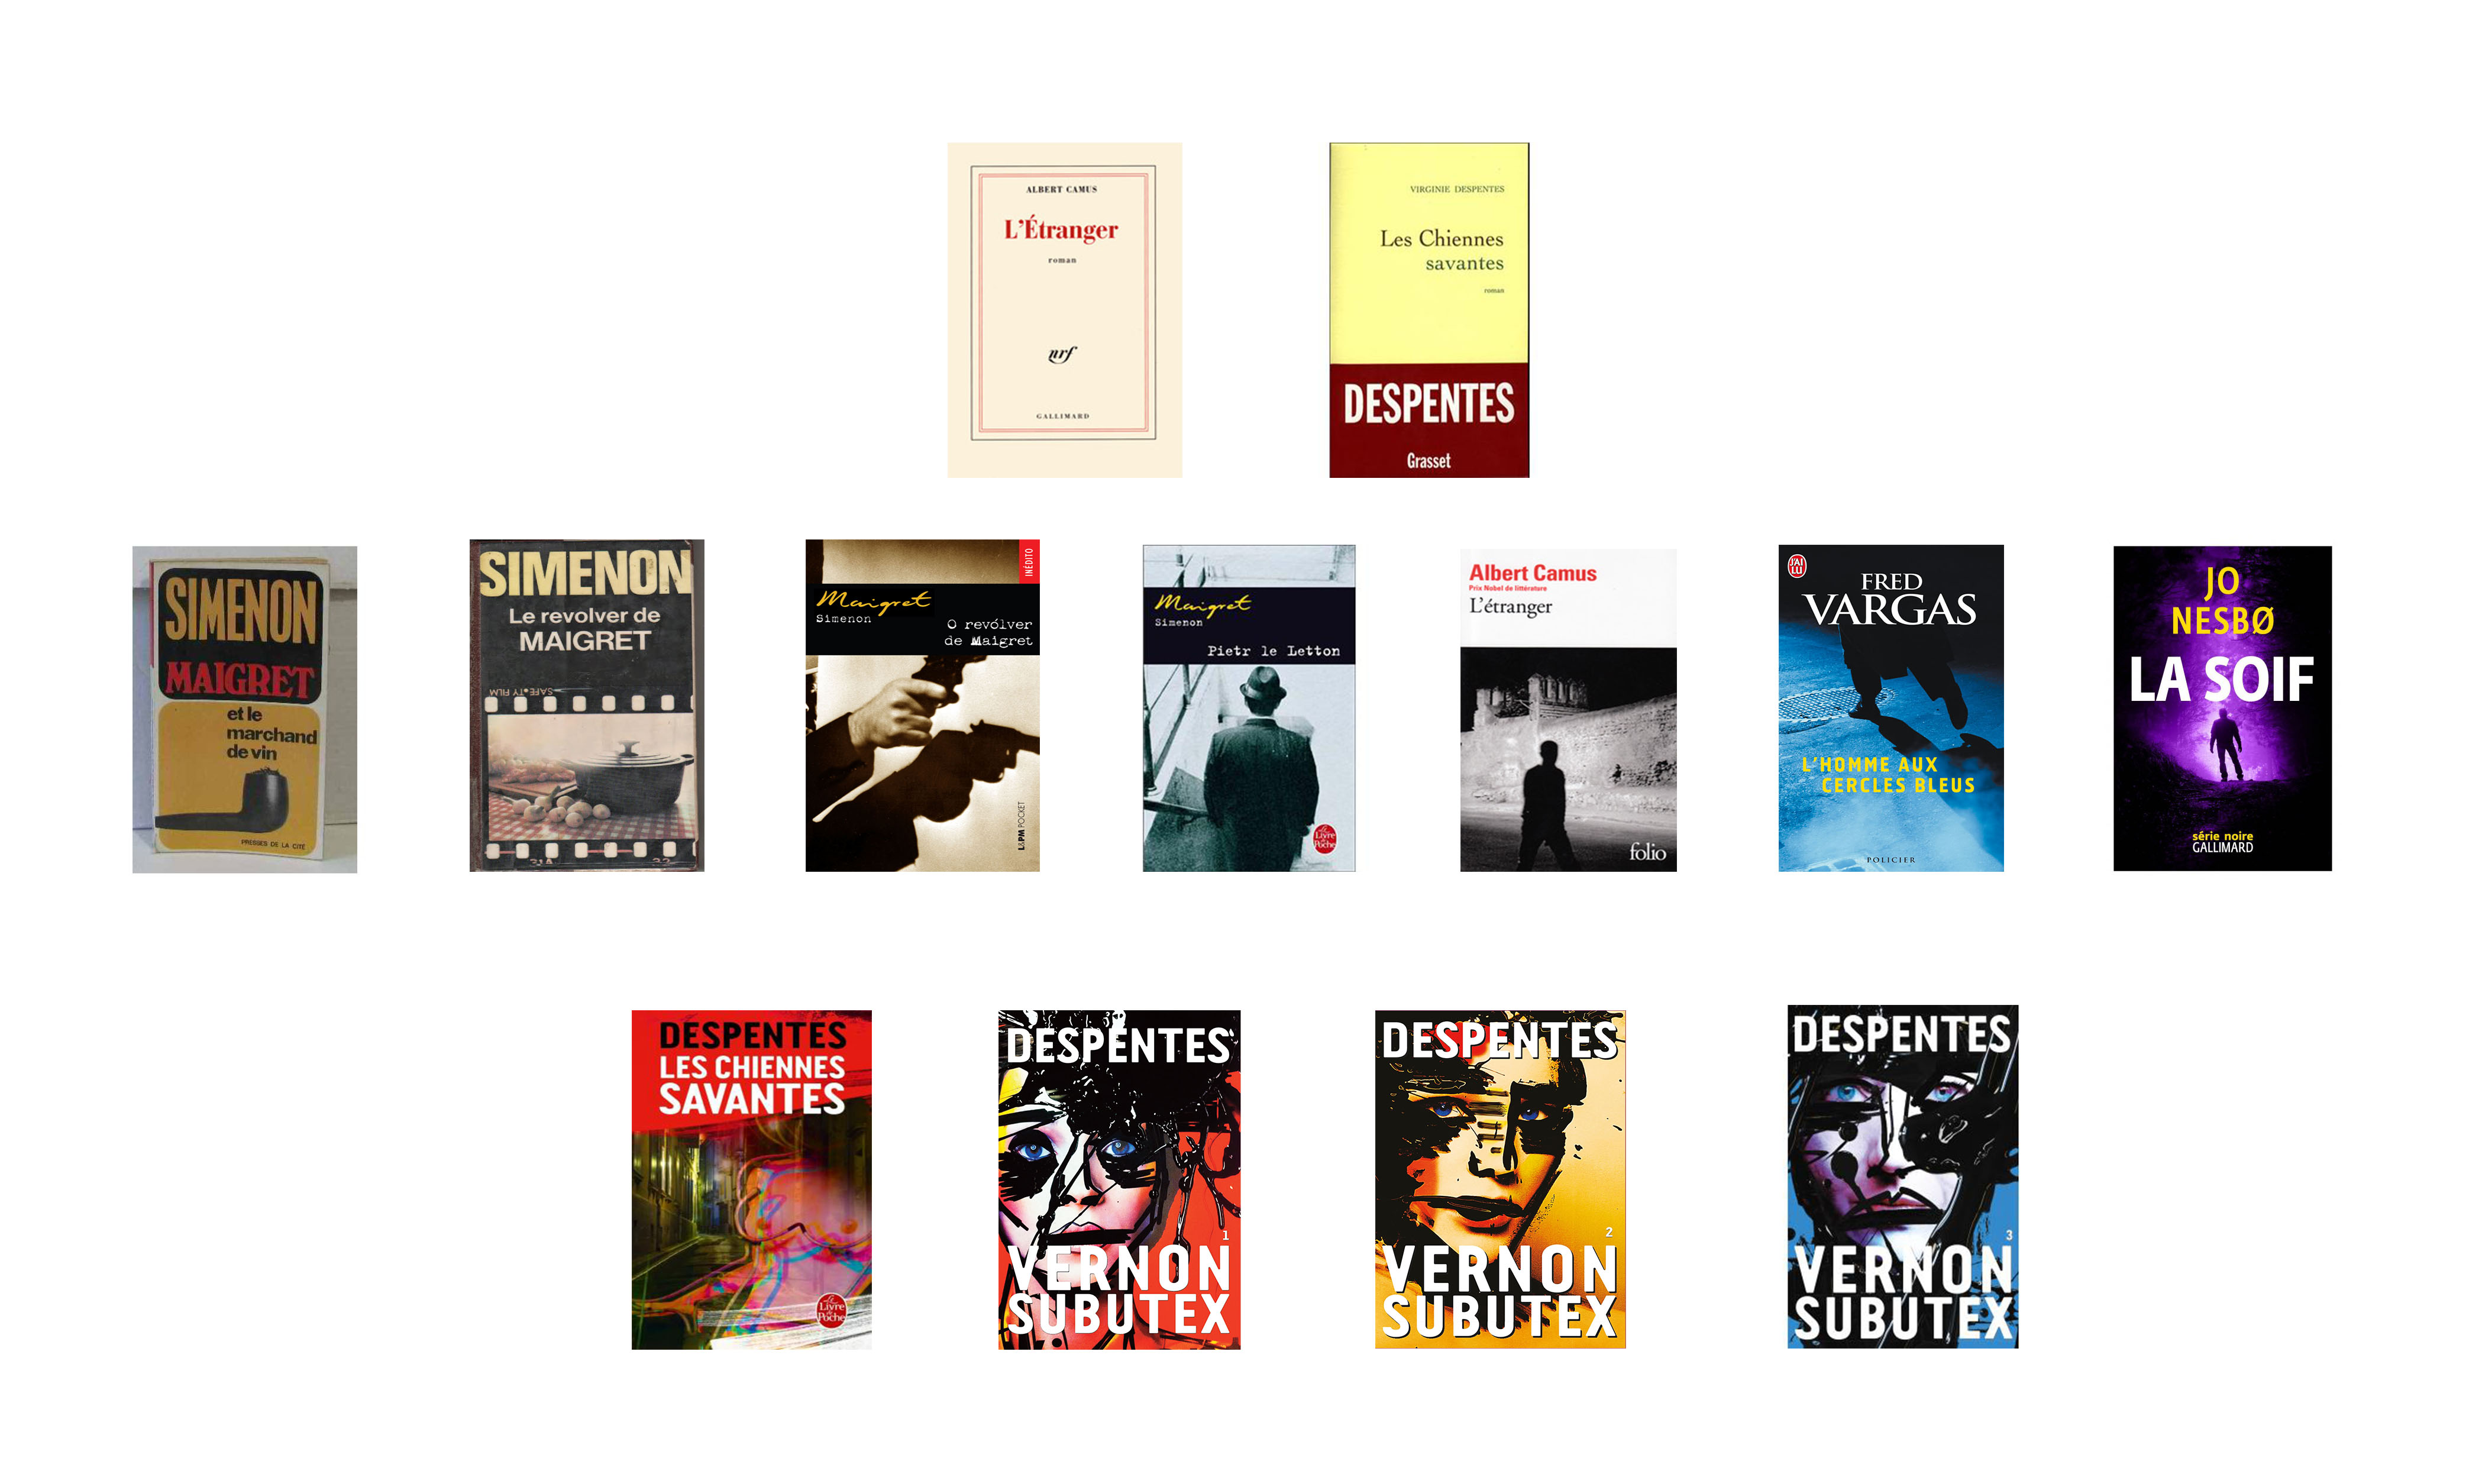 ALBERT CAMUS
L'Étranger
roman
nrf
GALLIMARD
VIRGINIE DESPENTES
Les Chiennes
savantes
roman
DESPENTES
Grasset
SIMENON
MAIGRET
et le
marchand
de vin
PRESSES DE LA CITÉ
SIMENON
Le revolver de
MAIGRET
SAFETY FILM
INÉDITO
Maigret
Simenon
O revólver
de Maigret
L&PM POCKET
Maigret
Simenon
Pietr le Letton
Le
Livre
de
Poche
Albert Camus
Prix Nobel de littérature
L'étranger
folio
J'AI
LU
FRED
VARGAS
L'HOMME AUX
CERCLES BLEUS
POLICIER
JO
NESBØ
LA SOIF
série noire
GALLIMARD
DESPENTES
LES CHIENNES
SAVANTES
Le
Livre
de
Poche
DESPENTES
1
VERNON
SUBUTEX
DESPENTES
2
VERNON
SUBUTEX
DESPENTES
3
VERNON
SUBUTEX